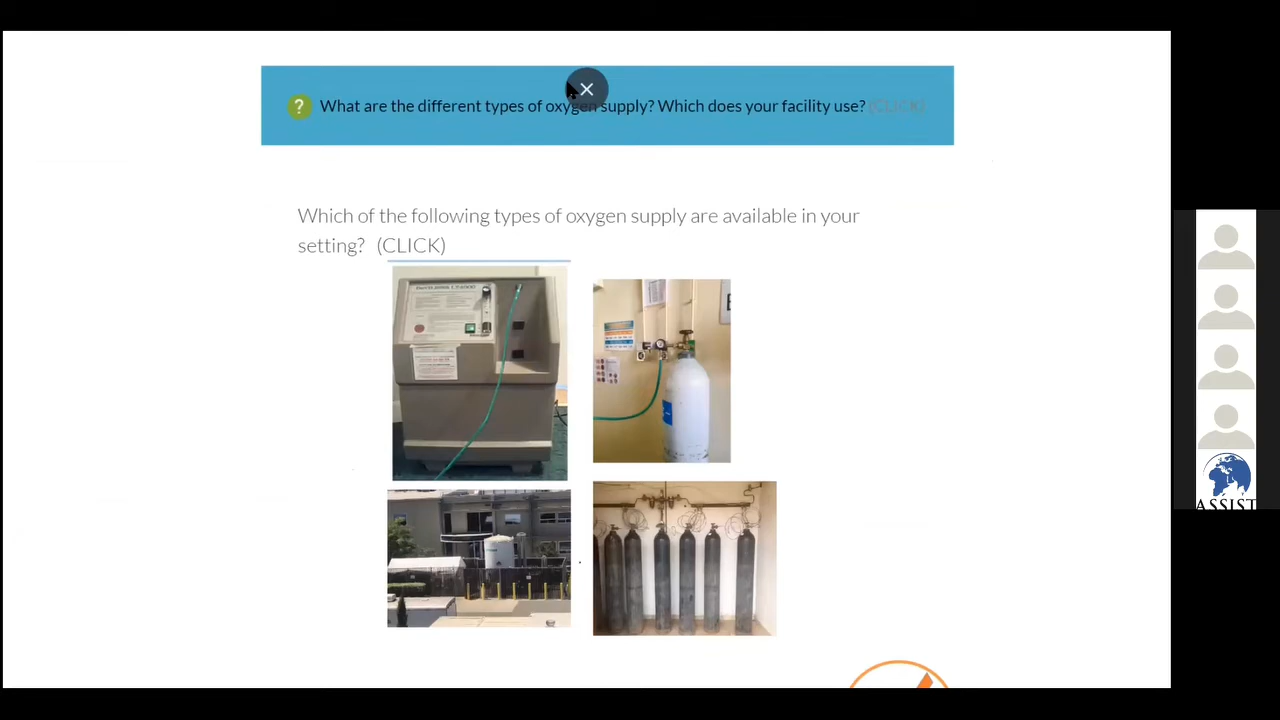 ? What are the different types of oxygen supply? Which does your facility use? (CLICK)
Which of the following types of oxygen supply are available in your
setting? (CLICK)
ASSIST